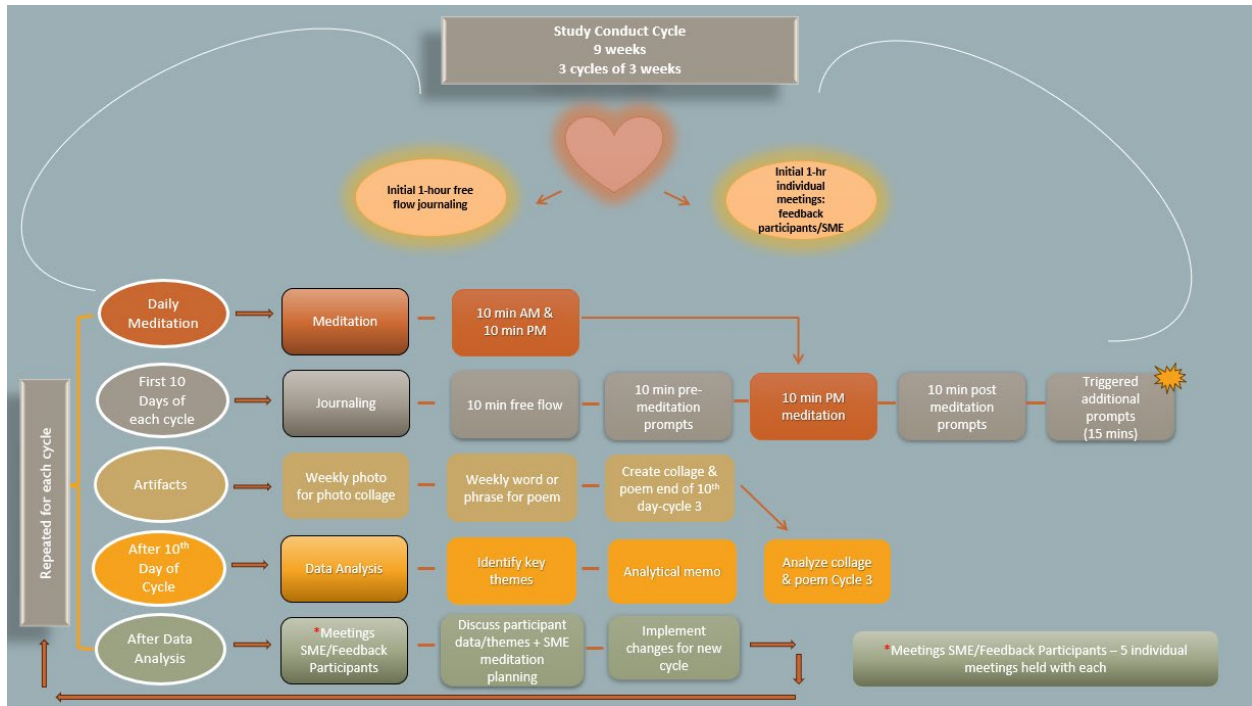 Study Conduct Cycle
9 weeks
3 cycles of 3 weeks
Initial 1-hour free
flow journaling
Initial 1-hr
individual
meetings:
feedback
participants/SME
Repeated for each cycle
Daily
Meditation
Meditation
10 min AM &
10 min PM
First 10
Days of
each cycle
Journaling
10 min free flow
10 min pre-
meditation
prompts
10 min PM
meditation
10 min post
meditation
prompts
Triggered
additional
prompts
(15 mins)
Artifacts
Weekly photo
for photo collage
Weekly word or
phrase for poem
Create collage &
poem end of 10th
day-cycle 3
After 10th
Day of
Cycle
Data Analysis
Identify key
themes
Analytical memo
Analyze collage
& poem Cycle 3
After Data
Analysis
*Meetings
SME/Feedback
Participants
Discuss participant
data/themes + SME
meditation
planning
Implement
changes for new
cycle
*Meetings SME/Feedback Participants – 5 individual
meetings held with each